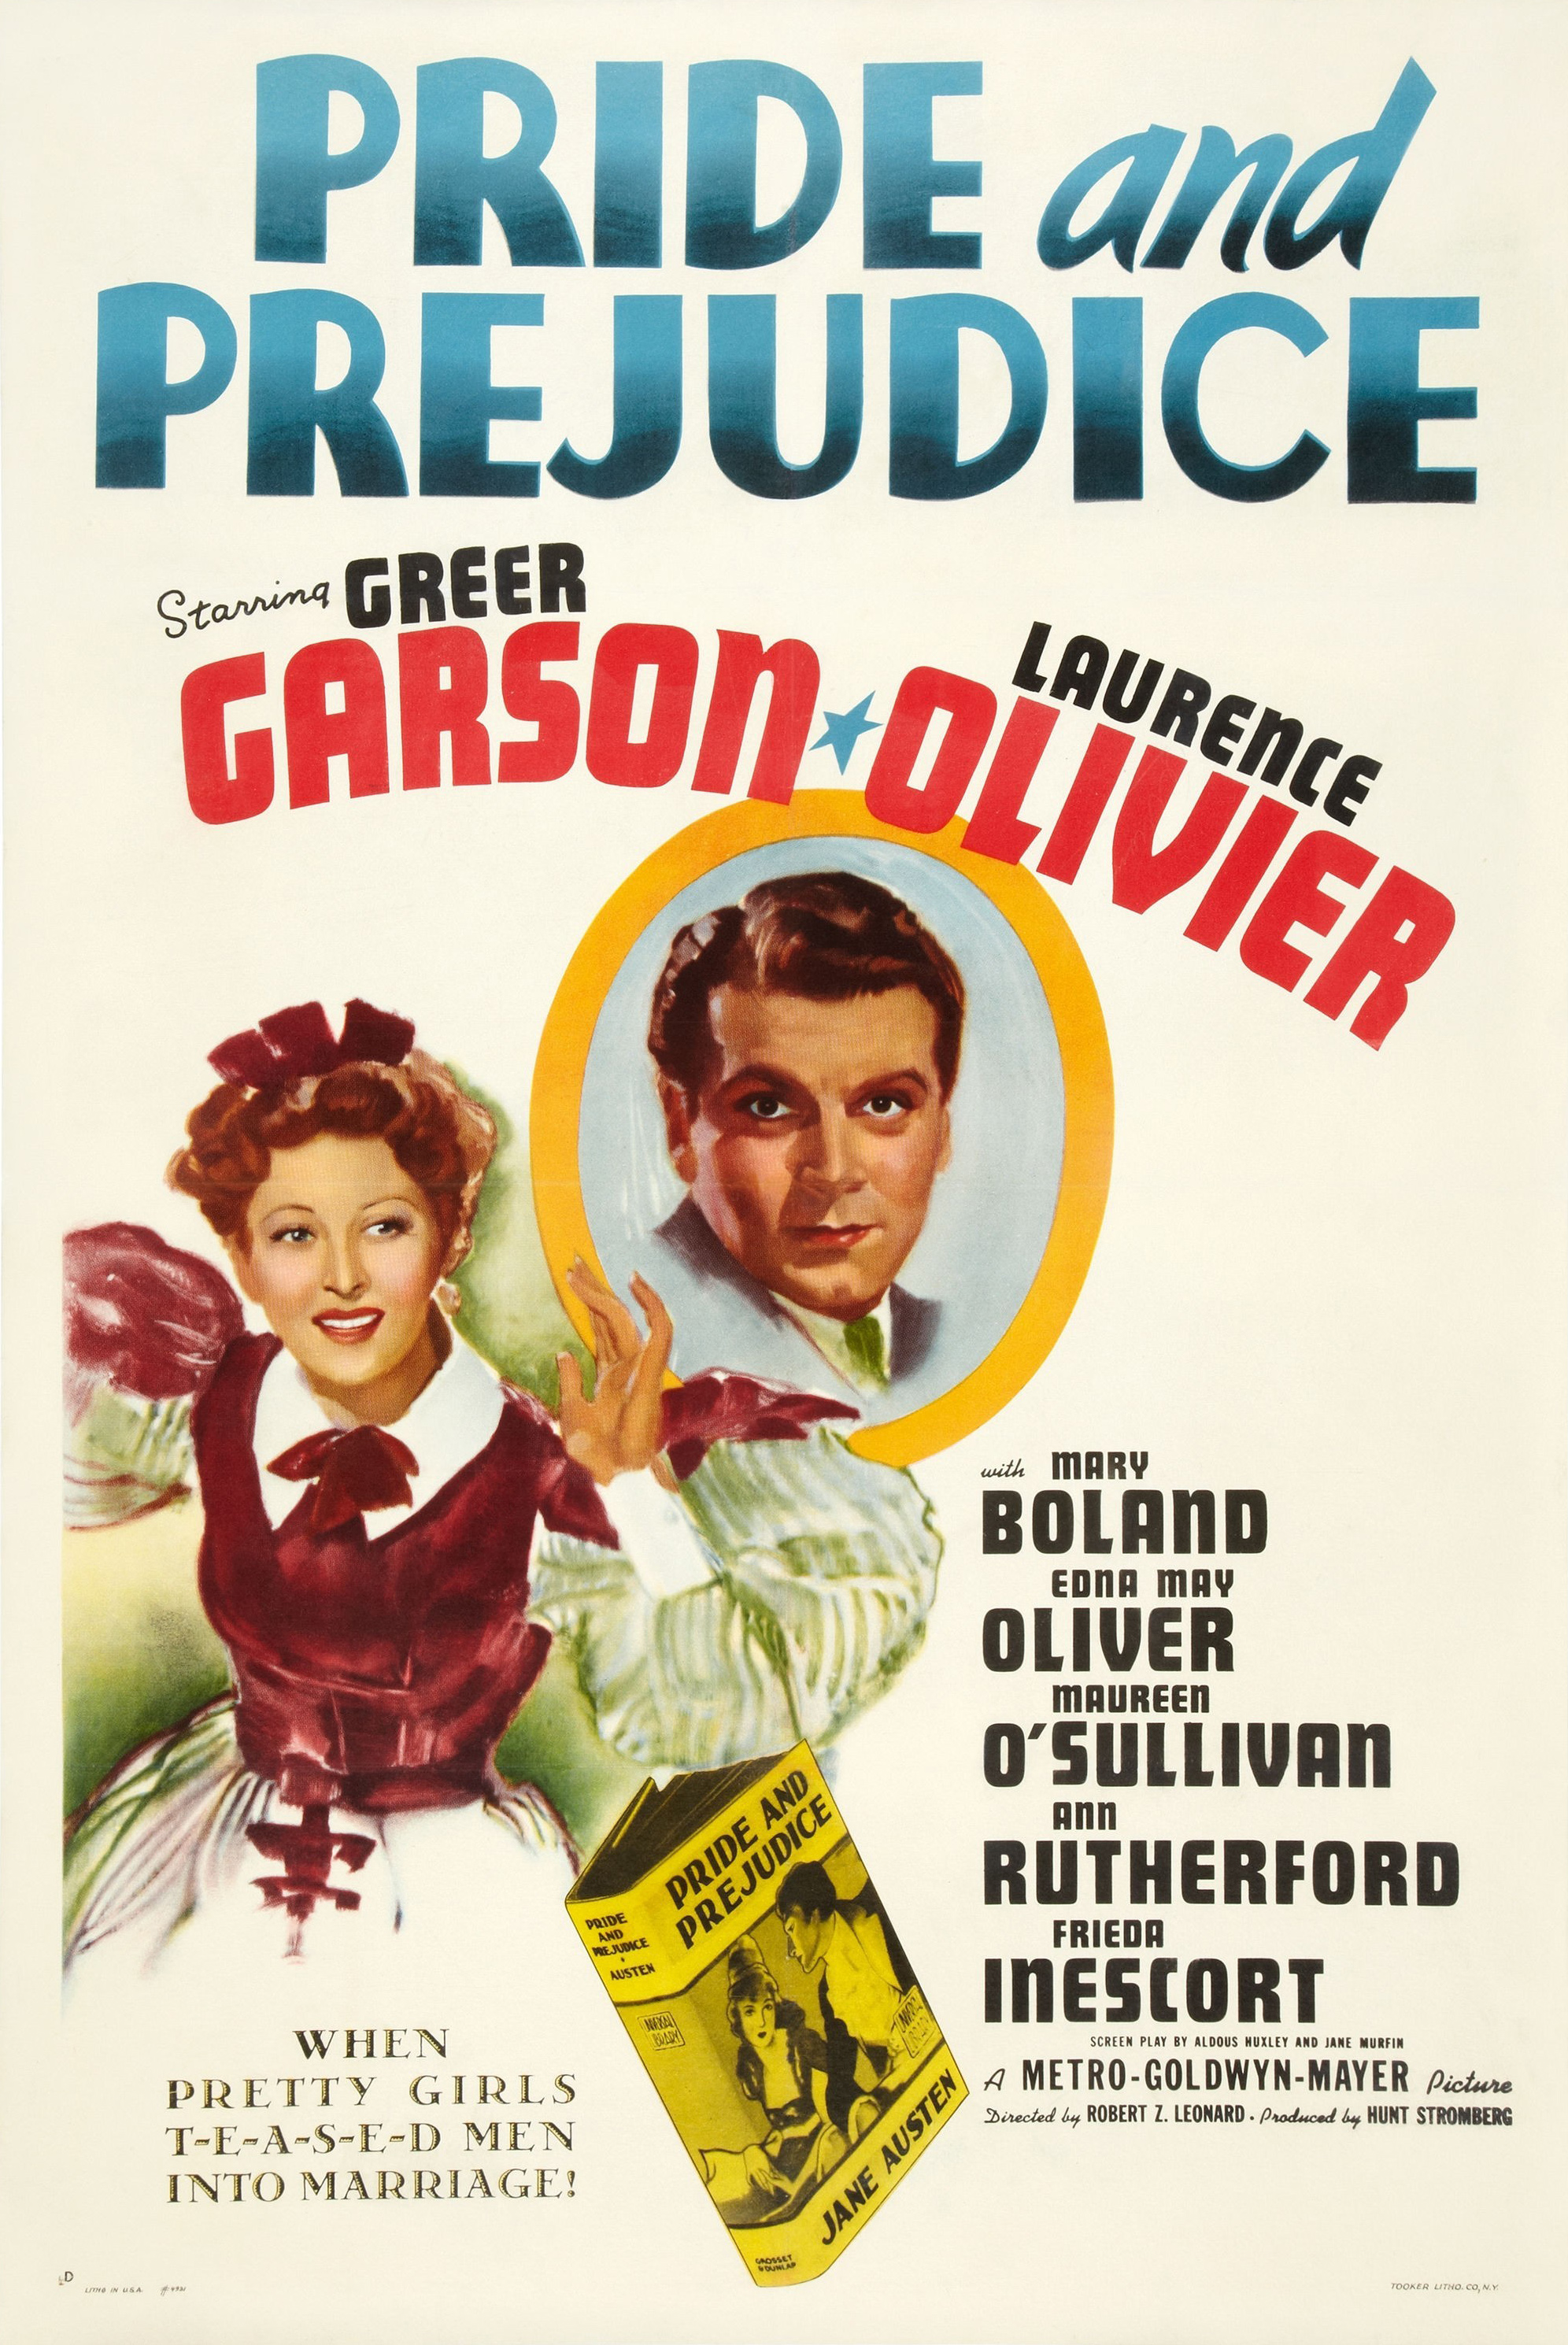 PRIDE and
PREJUDICE
Starring GREER
GARSON
LAURENCE
OLIVIER
with MARY
BOLAND
EDNA MAY
OLIVER
MAUREEN
O'SULLIVAN
ANN
RUTHERFORD
FRIEDA
INESCORT
SCREEN PLAY BY ALDOUS HUXLEY AND JANE MURFIN
A METRO-GOLDWYN-MAYER Picture
Directed by ROBERT Z. LEONARD • Produced by HUNT STROMBERG
PRIDE AND
PREJUDICE
PRIDE
AND
PREJUDICE
AUSTEN
JANE AUSTEN
GROSSET
& DUNLAP
WHEN
PRETTY GIRLS
T-E-A-S-E-D MEN
INTO MARRIAGE!
LITHO IN U.S.A.
TOOKER LITHO. CO, N.Y.